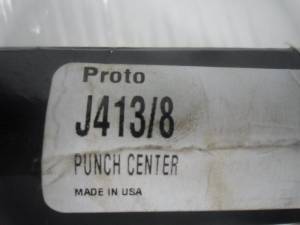 Proto
J413/8
PUNCH CENTER
MADE IN USA